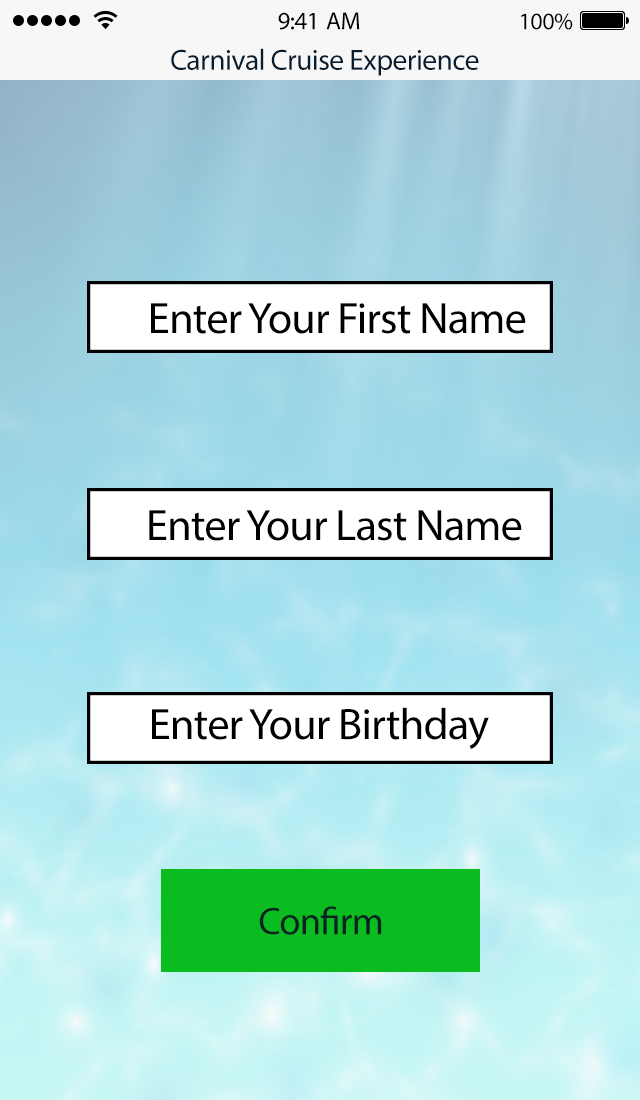 9:41 AM 100%
Carnival Cruise Experience
Enter Your First Name
Enter Your Last Name
Enter Your Birthday
Confirm